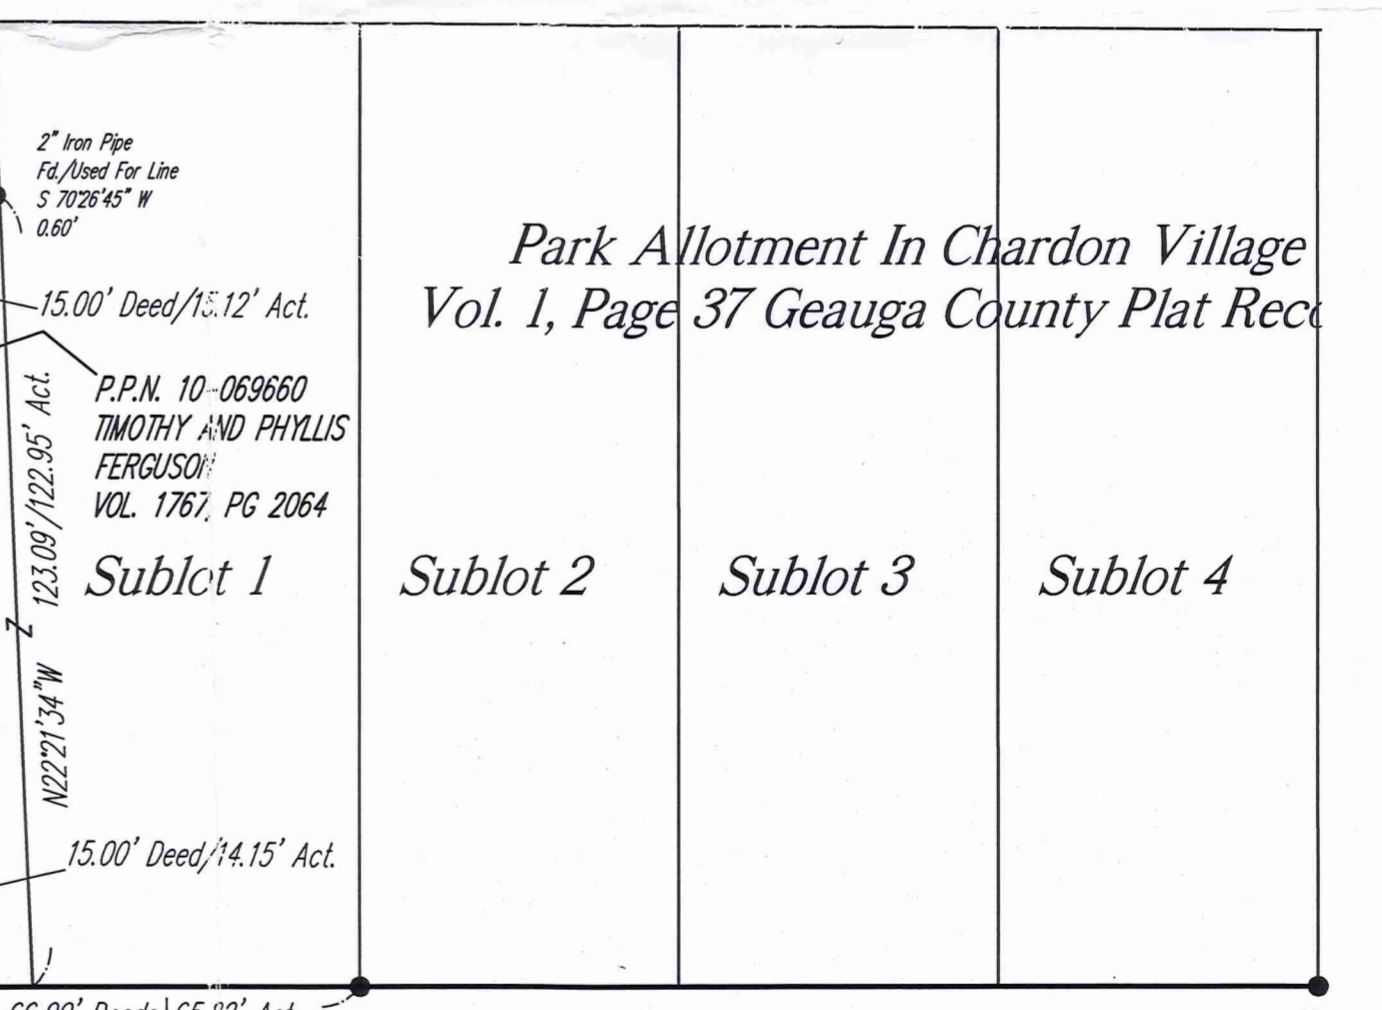 2" Iron Pipe
Fd./Used For Line
S 70°26'45" W
0.60'
Park Allotment In Chardon Village
Vol. 1, Page 37 Geauga County Plat
15.00' Deed/15.12' Act.
P.P.N. 10-069660
TIMOTHY AND PHYLLIS
FERGUSON
VOL. 1767, PG 2064
N22°21'34"W Z 123.09'/122.95' Act.
Sublot 1
Sublot 2
Sublot 3
Sublot 4
15.00' Deed/14.15' Act.